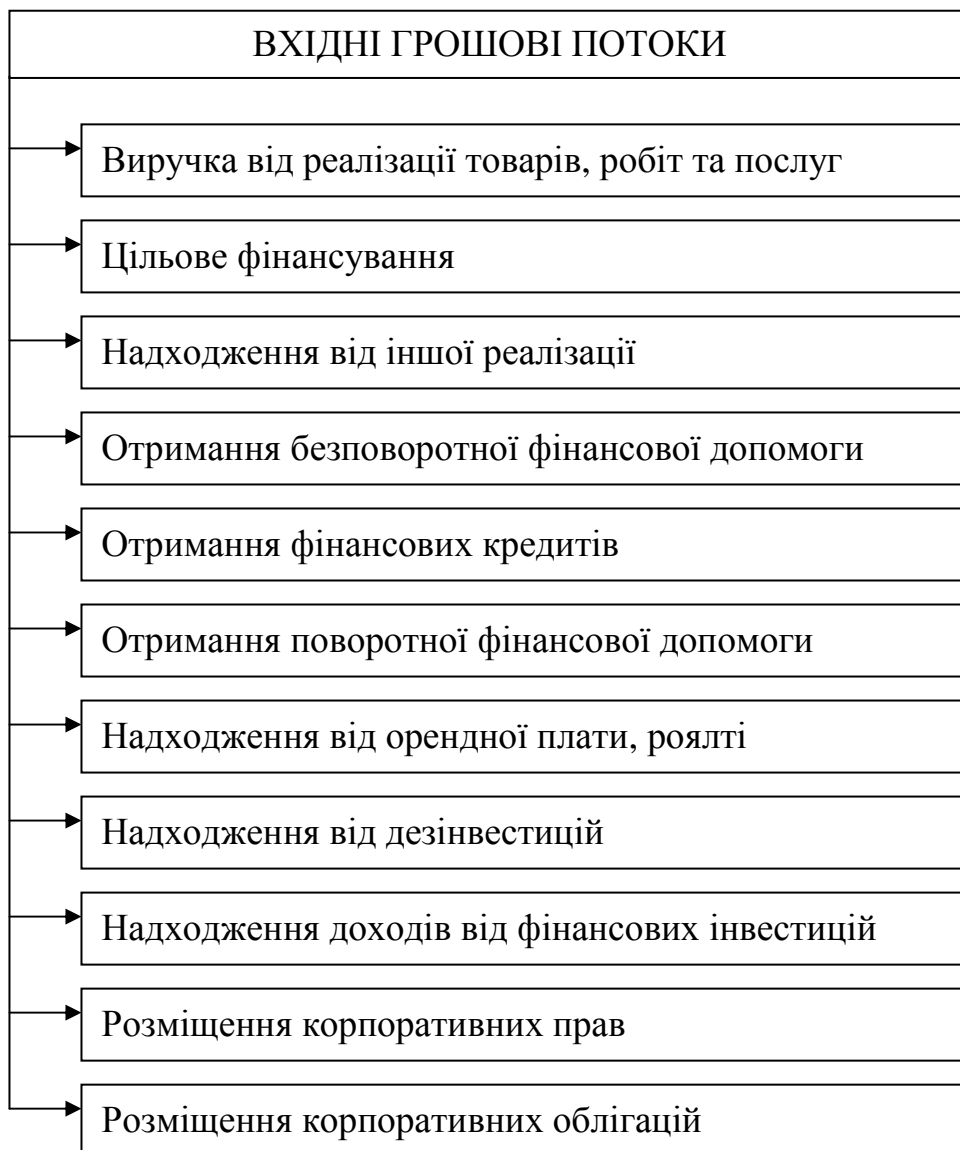 ВХІДНІ ГРОШОВІ ПОТОКИ
Виручка від реалізації товарів, робіт та послуг
Цільове фінансування
Надходження від іншої реалізації
Отримання безповоротної фінансової допомоги
Отримання фінансових кредитів
Отримання поворотної фінансової допомоги
Надходження від орендної плати, роялті
Надходження від дезінвестицій
Надходження доходів від фінансових інвестицій
Розміщення корпоративних прав
Розміщення корпоративних облігацій